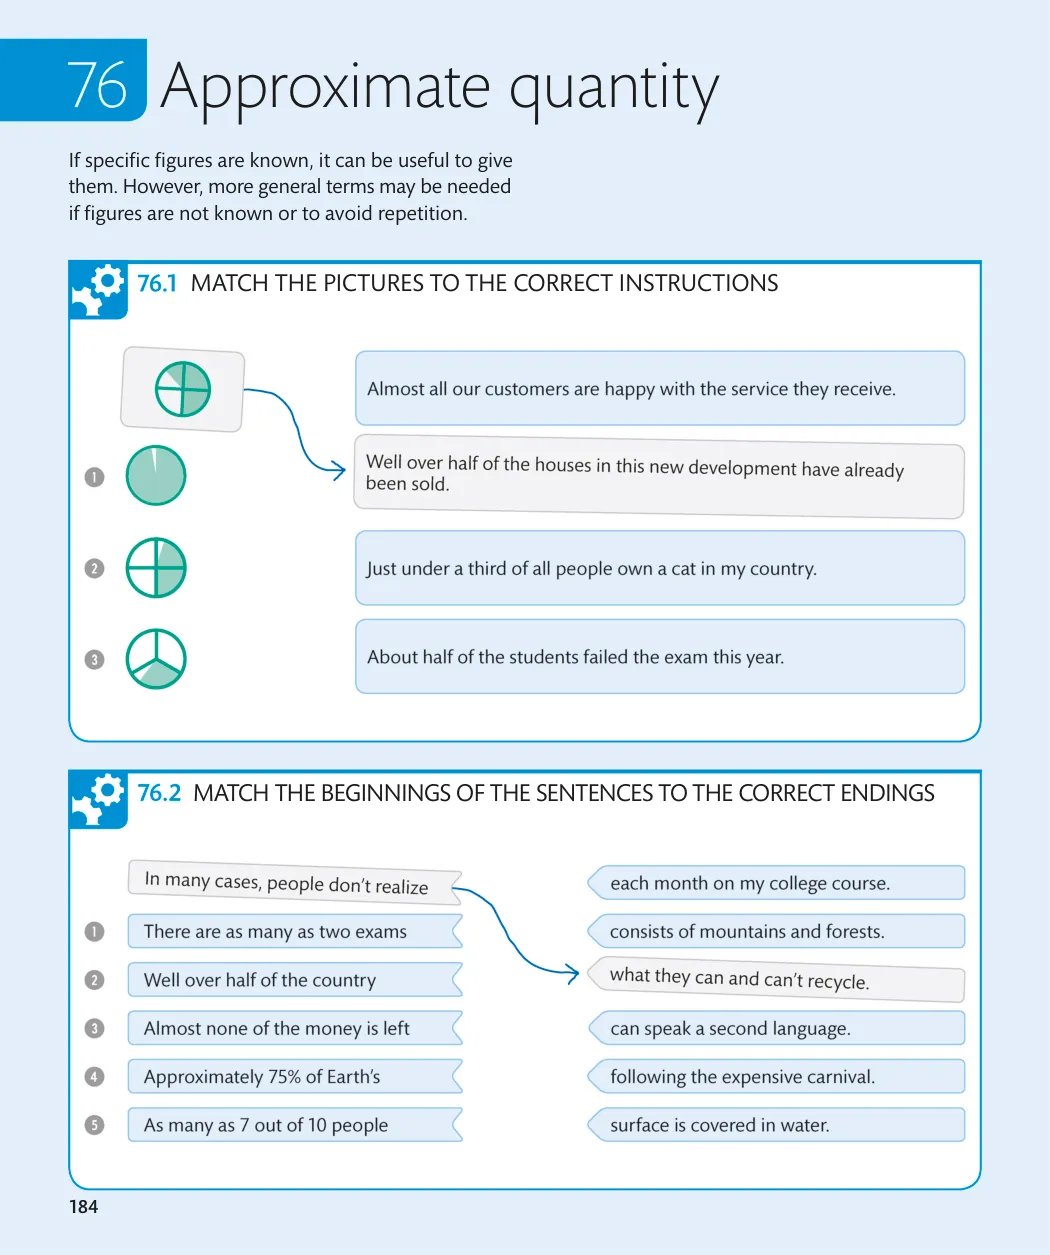 76 Approximate quantity
If specific figures are known, it can be useful to give
them. However, more general terms may be needed
if figures are not known or to avoid repetition.
76.1 MATCH THE PICTURES TO THE CORRECT INSTRUCTIONS
Almost all our customers are happy with the service they receive.
1
Well over half of the houses in this new development have already
been sold.
2
Just under a third of all people own a cat in my country.
3
About half of the students failed the exam this year.
76.2 MATCH THE BEGINNINGS OF THE SENTENCES TO THE CORRECT ENDINGS
In many cases, people don't realize
each month on my college course.
1 There are as many as two exams
consists of mountains and forests.
2 Well over half of the country
what they can and can't recycle.
3 Almost none of the money is left
can speak a second language.
4 Approximately 75% of Earth's
following the expensive carnival.
5 As many as 7 out of 10 people
surface is covered in water.
184